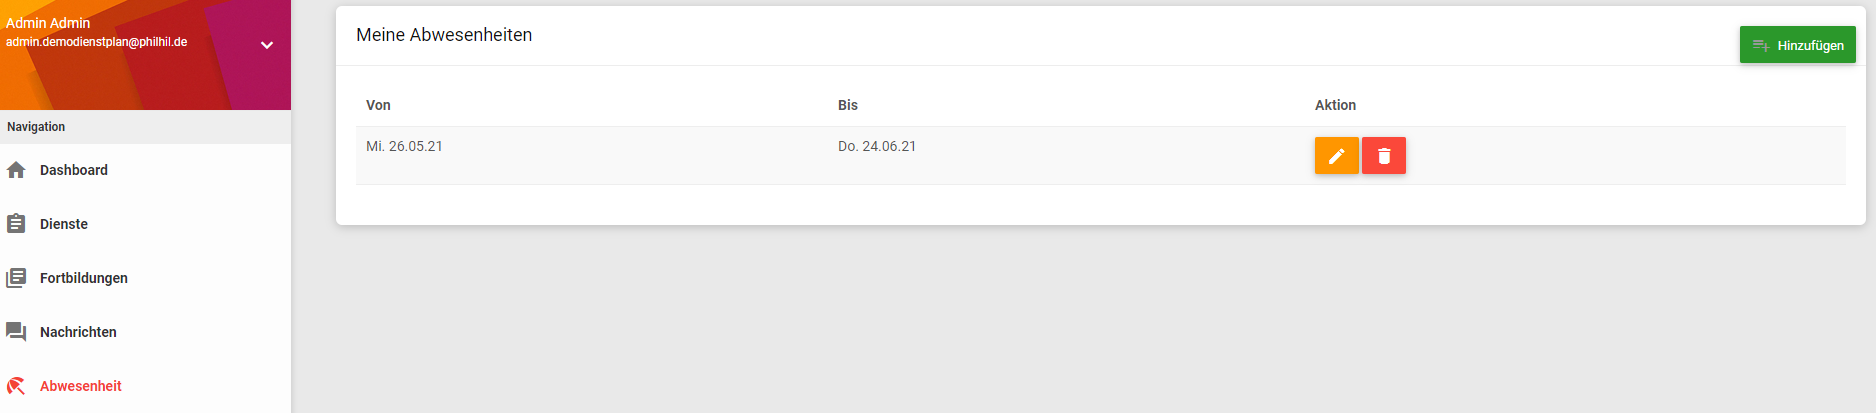 Admin Admin
admin.demodienstplan@philhil.de
Navigation
Dashboard
Dienste
Fortbildungen
Nachrichten
Abwesenheit
Meine Abwesenheiten
Hinzufügen
Von Bis Aktion
Mi. 26.05.21 Do. 24.06.21